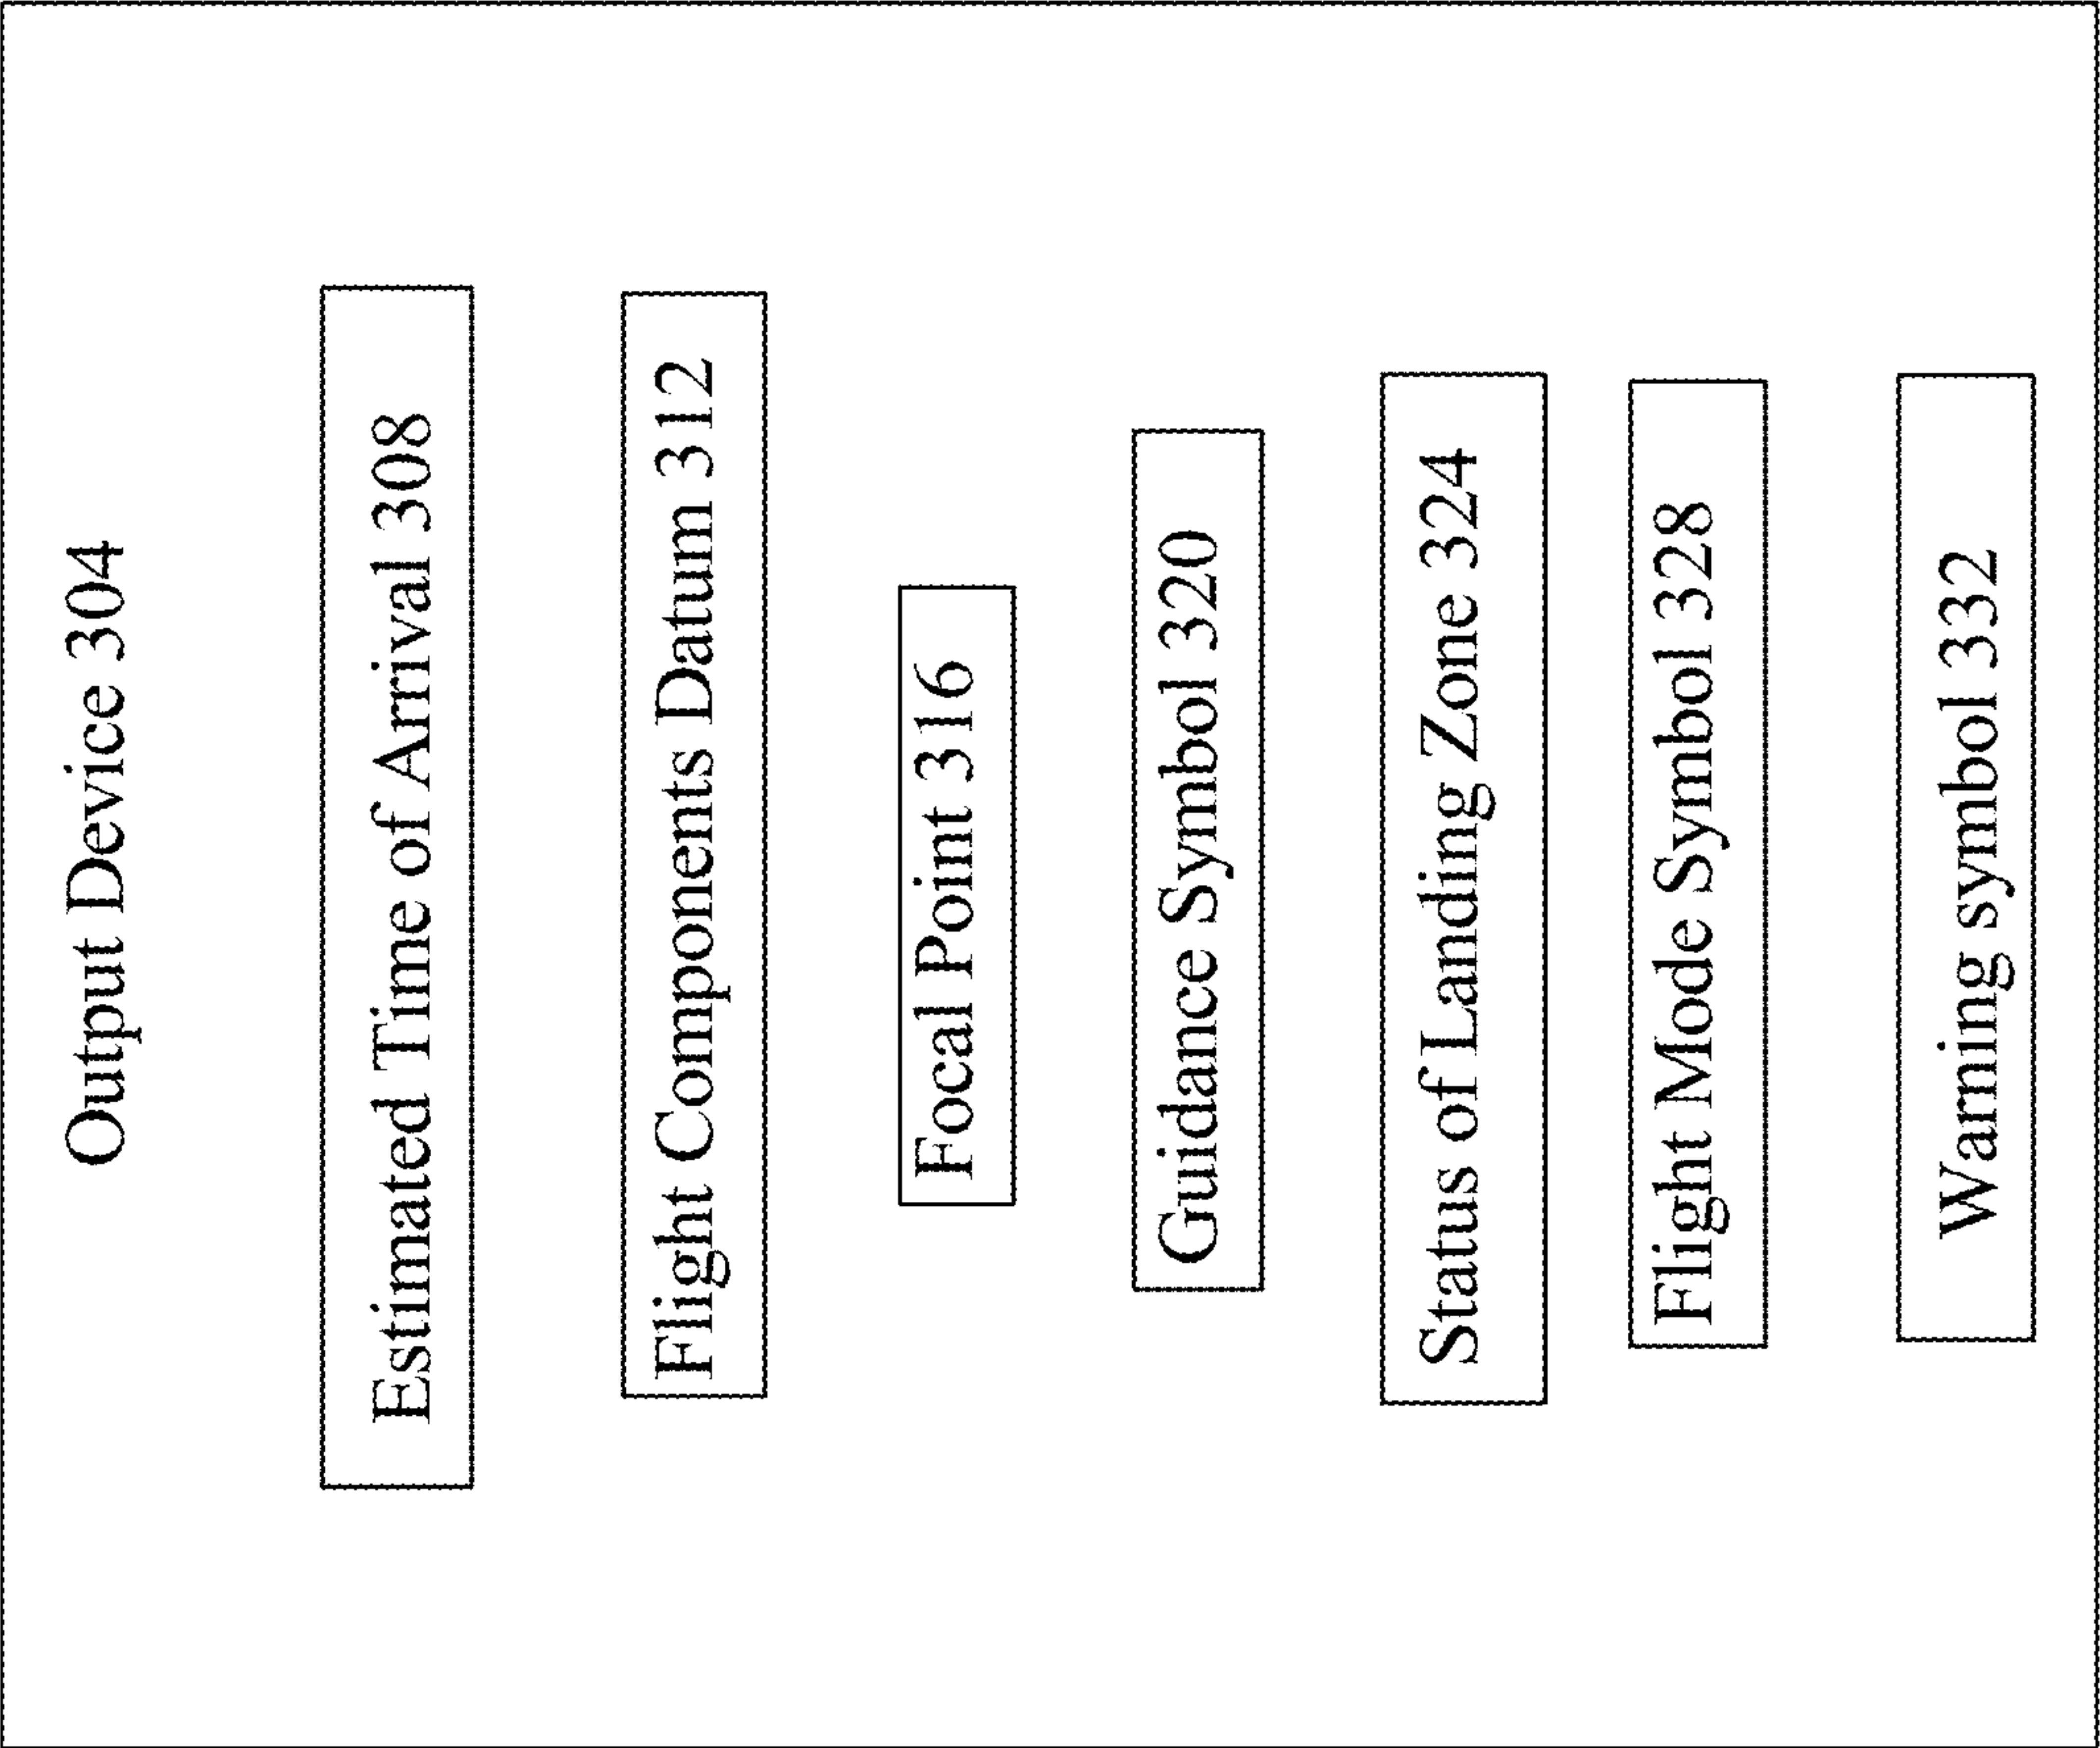 Output Device 304
Estimated Time of Arrival 308
Flight Components Datum 312
Focal Point 316
Guidance Symbol 320
Status of Landing Zone 324
Flight Mode Symbol 328
Warning symbol 332